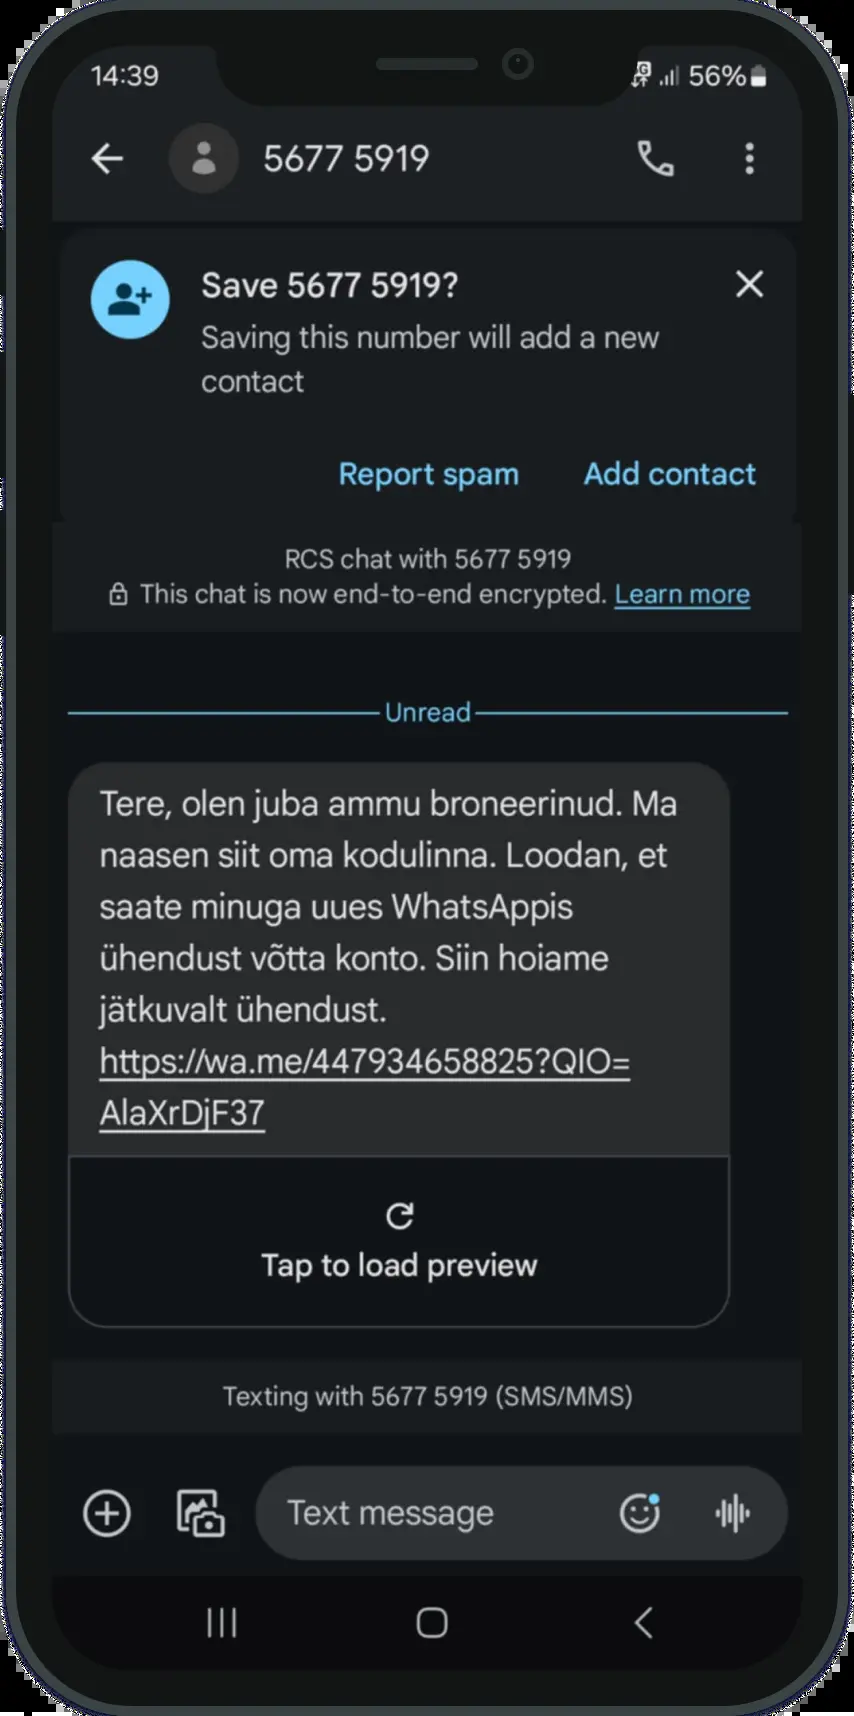 14:39
G 56%
5677 5919
Save 5677 5919?
Saving this number will add a new
contact
Report spam Add contact
RCS chat with 5677 5919
This chat is now end-to-end encrypted. Learn more
Unread
Tere, olen juba ammu broneerinud. Ma
naasen siit oma kodulinna. Loodan, et
saate minuga uues WhatsAppis
ühendust võtta konto. Siin hoiame
jätkuvalt ühendust.
https://wa.me/447934658825?QIO=
AlaXrDjF37
Tap to load preview
Texting with 5677 5919 (SMS/MMS)
Text message